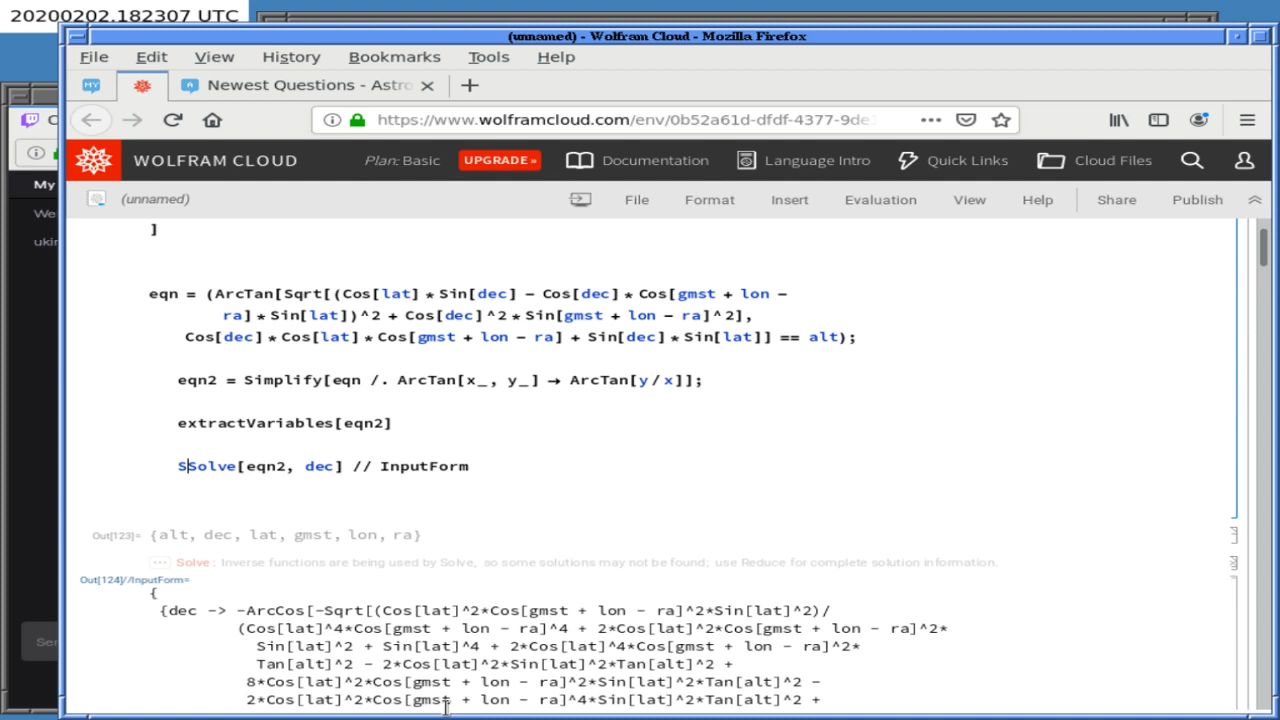 20200202.182307 UTC
(unnamed) - Wolfram Cloud - Mozilla Firefox
File Edit View History Bookmarks Tools Help
MY Newest Questions - Astro
https://www.wolframcloud.com/env/0b52a61d-dfdf-4377-9de1
WOLFRAM CLOUD Plan: Basic UPGRADE » Documentation Language Intro Quick Links Cloud Files
(unnamed) File Format Insert Evaluation View Help Share Publish
My
We
ukir
Ser
]
eqn = (ArcTan[Sqrt[(Cos[lat]*Sin[dec] - Cos[dec]*Cos[gmst + lon -
ra]*Sin[lat])^2 + Cos[dec]^2*Sin[gmst + lon - ra]^2],
Cos[dec]*Cos[lat]*Cos[gmst + lon - ra] + Sin[dec]*Sin[lat]] == alt);
eqn2 = Simplify[eqn /. ArcTan[x_, y_] → ArcTan[y/x]];
extractVariables[eqn2]
SSolve[eqn2, dec] // InputForm
Out[123]= {alt, dec, lat, gmst, lon, ra}
··· Solve: Inverse functions are being used by Solve, so some solutions may not be found; use Reduce for complete solution information.
Out[124]//InputForm=
{
{dec -> -ArcCos[-Sqrt[(Cos[lat]^2*Cos[gmst + lon - ra]^2*Sin[lat]^2)/
(Cos[lat]^4*Cos[gmst + lon - ra]^4 + 2*Cos[lat]^2*Cos[gmst + lon - ra]^2*
Sin[lat]^2 + Sin[lat]^4 + 2*Cos[lat]^4*Cos[gmst + lon - ra]^2*
Tan[alt]^2 - 2*Cos[lat]^2*Sin[lat]^2*Tan[alt]^2 +
8*Cos[lat]^2*Cos[gmst + lon - ra]^2*Sin[lat]^2*Tan[alt]^2 -
2*Cos[lat]^2*Cos[gmst + lon - ra]^4*Sin[lat]^2*Tan[alt]^2 +